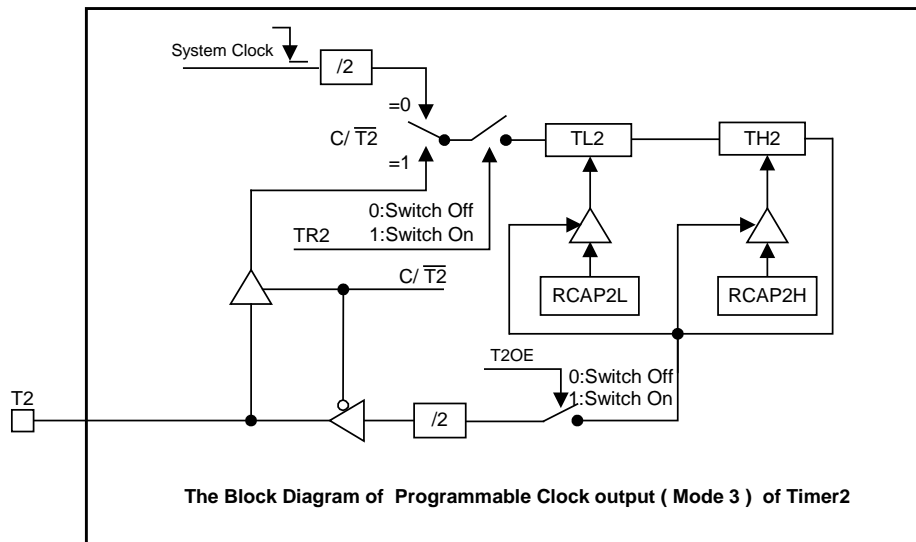 System Clock
/2
=0
C/ T2
=1
TL2
TH2
0:Switch Off
1:Switch On
TR2
C/ T2
RCAP2L
RCAP2H
T2OE
0:Switch Off
1:Switch On
T2
/2
The Block Diagram of Programmable Clock output ( Mode 3 ) of Timer2